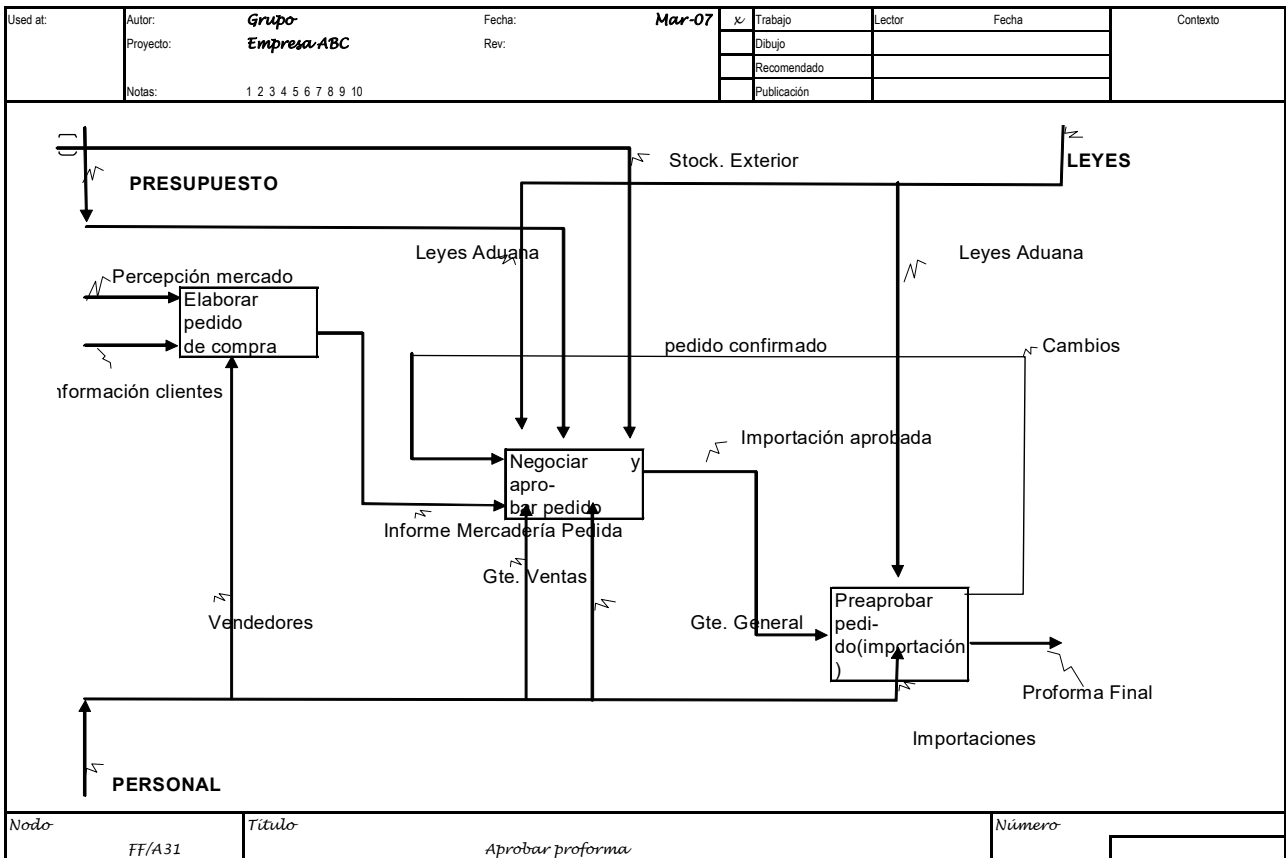 Used at:
Autor:
Grupo
Fecha:
Mar-07
x
Trabajo
Lector
Fecha
Contexto
Proyecto:
Empresa ABC
Rev:
Dibujo
Recomendado
Notas:
1 2 3 4 5 6 7 8 9 10
Publicación
Stock. Exterior
LEYES
PRESUPUESTO
Leyes Aduana
Leyes Aduana
Percepción mercado
Elaborar
pedido
de compra
pedido confirmado
Cambios
nformación clientes
Importación aprobada
Negociar y
apro-
bar pedido
Informe Mercadería Pedida
Gte. Ventas
Vendedores
Gte. General
Preaprobar
pedi-
do(importación
)
Proforma Final
Importaciones
PERSONAL
Nodo
Título
Número
FF/A31
Aprobar proforma